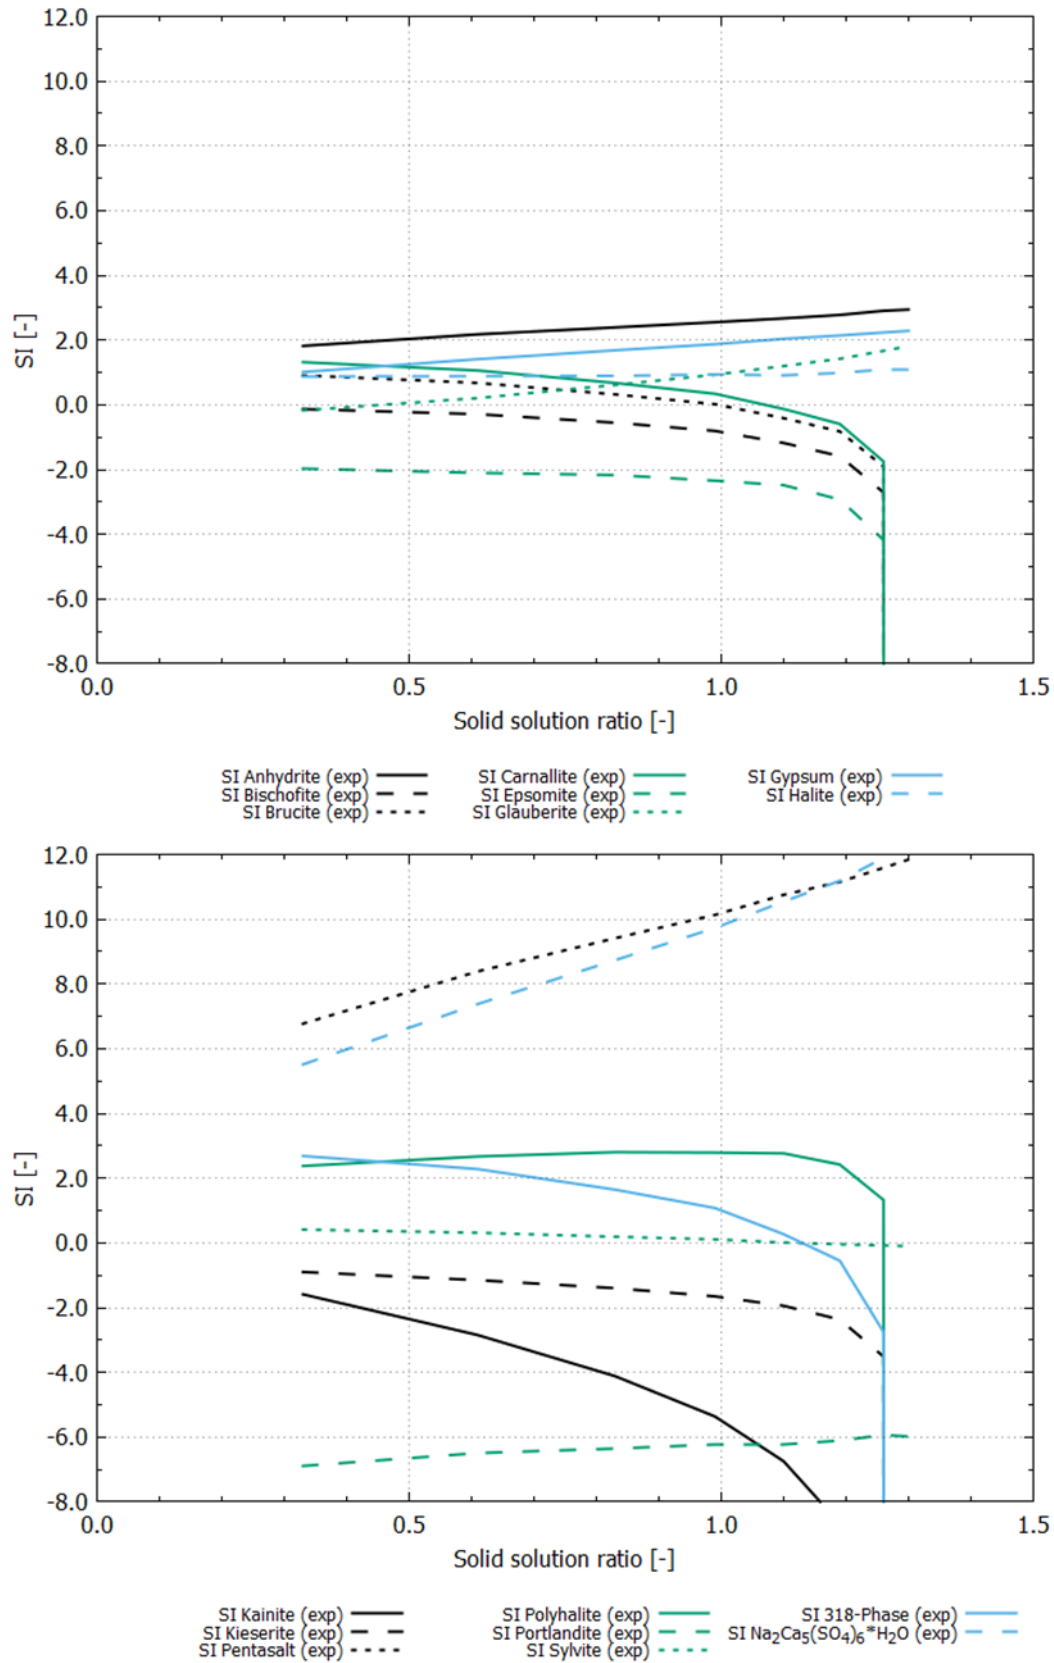 12.0
10.0
8.0
6.0
4.0
2.0
0.0
-2.0
-4.0
-6.0
-8.0
SI [-]
0.0 0.5 1.0 1.5
Solid solution ratio [-]
SI Anhydrite (exp) SI Carnallite (exp) SI Gypsum (exp)
SI Bischofite (exp) SI Epsomite (exp) SI Halite (exp)
SI Brucite (exp) SI Glauberite (exp)
12.0
10.0
8.0
6.0
4.0
2.0
0.0
-2.0
-4.0
-6.0
-8.0
SI [-]
0.0 0.5 1.0 1.5
Solid solution ratio [-]
SI Kainite (exp) SI Polyhalite (exp) SI 318-Phase (exp)
SI Kieserite (exp) SI Portlandite (exp) SI Na₂Ca₅(SO₄)₆*H₂O (exp)
SI Pentasalt (exp) SI Sylvite (exp)